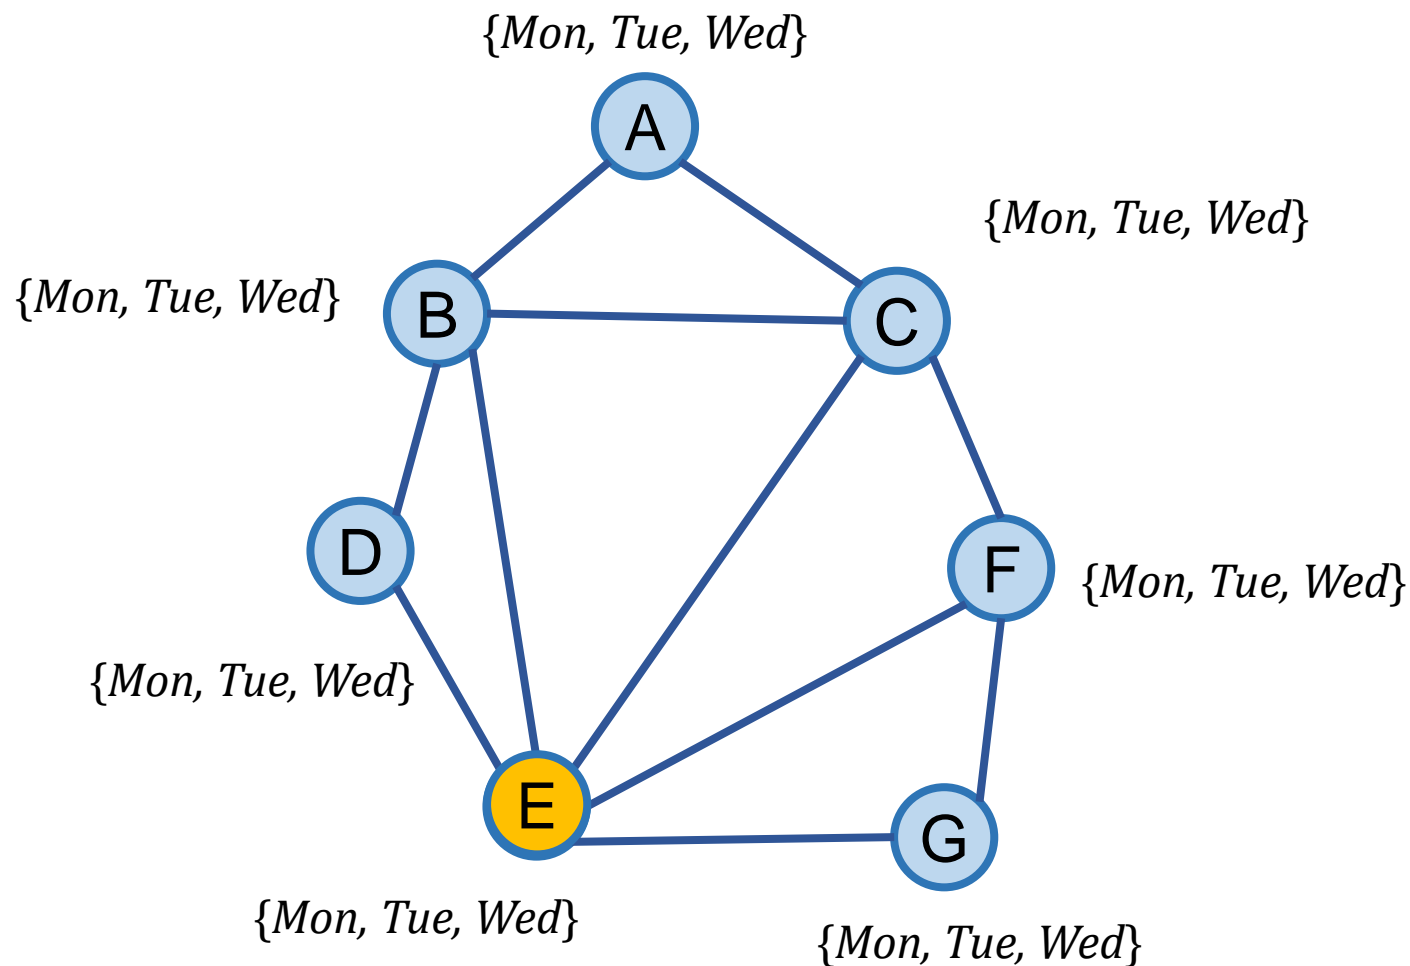 {Mon, Tue, Wed}
A
{Mon, Tue, Wed}
{Mon, Tue, Wed}
B
C
D
F
{Mon, Tue, Wed}
{Mon, Tue, Wed}
E
G
{Mon, Tue, Wed}
{Mon, Tue, Wed}